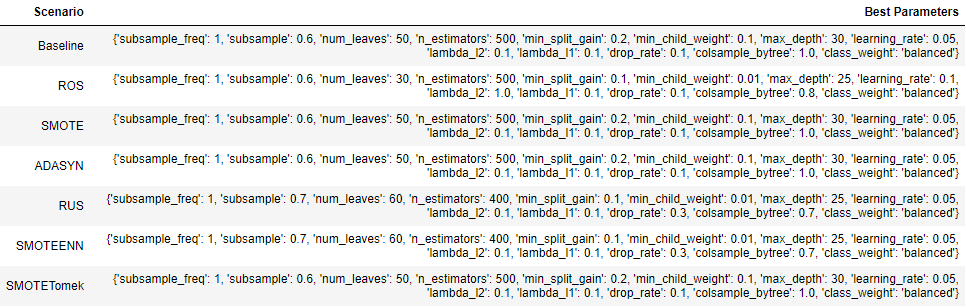 Scenario Best Parameters
Baseline {'subsample_freq': 1, 'subsample': 0.6, 'num_leaves': 50, 'n_estimators': 500, 'min_split_gain': 0.2, 'min_child_weight': 0.1, 'max_depth': 30, 'learning_rate': 0.05,
'lambda_l2': 0.1, 'lambda_l1': 0.1, 'drop_rate': 0.1, 'colsample_bytree': 1.0, 'class_weight': 'balanced'}
ROS {'subsample_freq': 1, 'subsample': 0.6, 'num_leaves': 30, 'n_estimators': 500, 'min_split_gain': 0.1, 'min_child_weight': 0.01, 'max_depth': 25, 'learning_rate': 0.1,
'lambda_l2': 1.0, 'lambda_l1': 0.1, 'drop_rate': 0.1, 'colsample_bytree': 0.8, 'class_weight': 'balanced'}
SMOTE {'subsample_freq': 1, 'subsample': 0.6, 'num_leaves': 50, 'n_estimators': 500, 'min_split_gain': 0.2, 'min_child_weight': 0.1, 'max_depth': 30, 'learning_rate': 0.05,
'lambda_l2': 0.1, 'lambda_l1': 0.1, 'drop_rate': 0.1, 'colsample_bytree': 1.0, 'class_weight': 'balanced'}
ADASYN {'subsample_freq': 1, 'subsample': 0.6, 'num_leaves': 50, 'n_estimators': 500, 'min_split_gain': 0.2, 'min_child_weight': 0.1, 'max_depth': 30, 'learning_rate': 0.05,
'lambda_l2': 0.1, 'lambda_l1': 0.1, 'drop_rate': 0.1, 'colsample_bytree': 1.0, 'class_weight': 'balanced'}
RUS {'subsample_freq': 1, 'subsample': 0.7, 'num_leaves': 60, 'n_estimators': 400, 'min_split_gain': 0.1, 'min_child_weight': 0.01, 'max_depth': 25, 'learning_rate': 0.05,
'lambda_l2': 0.1, 'lambda_l1': 0.1, 'drop_rate': 0.3, 'colsample_bytree': 0.7, 'class_weight': 'balanced'}
SMOTEENN {'subsample_freq': 1, 'subsample': 0.7, 'num_leaves': 60, 'n_estimators': 400, 'min_split_gain': 0.1, 'min_child_weight': 0.01, 'max_depth': 25, 'learning_rate': 0.05,
'lambda_l2': 0.1, 'lambda_l1': 0.1, 'drop_rate': 0.3, 'colsample_bytree': 0.7, 'class_weight': 'balanced'}
SMOTETomek {'subsample_freq': 1, 'subsample': 0.6, 'num_leaves': 50, 'n_estimators': 500, 'min_split_gain': 0.2, 'min_child_weight': 0.1, 'max_depth': 30, 'learning_rate': 0.05,
'lambda_l2': 0.1, 'lambda_l1': 0.1, 'drop_rate': 0.1, 'colsample_bytree': 1.0, 'class_weight': 'balanced'}